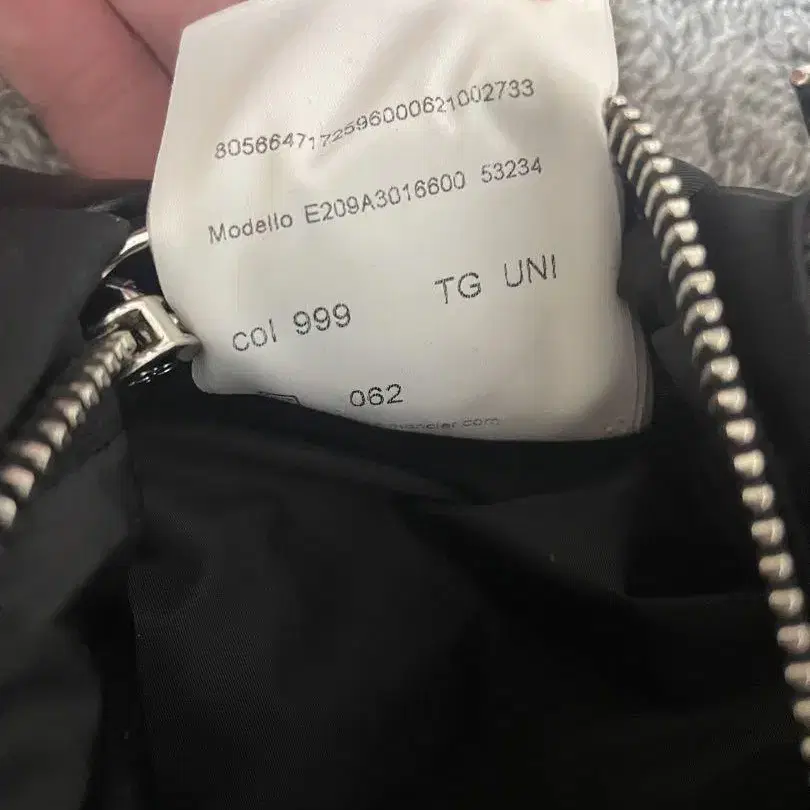 8056647172596000621002733
Modello E209A3016600 53234
col 999 TG UNI
062